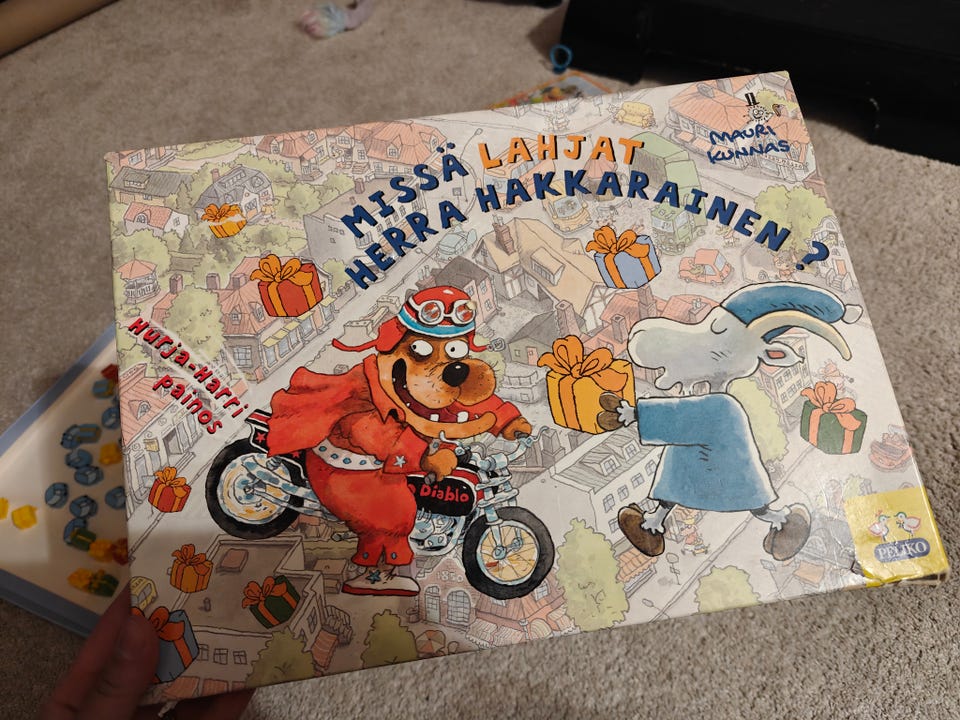 MISSÄ LAHJAT
HERRA HAKKARAINEN?
MAURI
KUNNAS
Hurja-Harri
Painos
Diablo
PELIKO